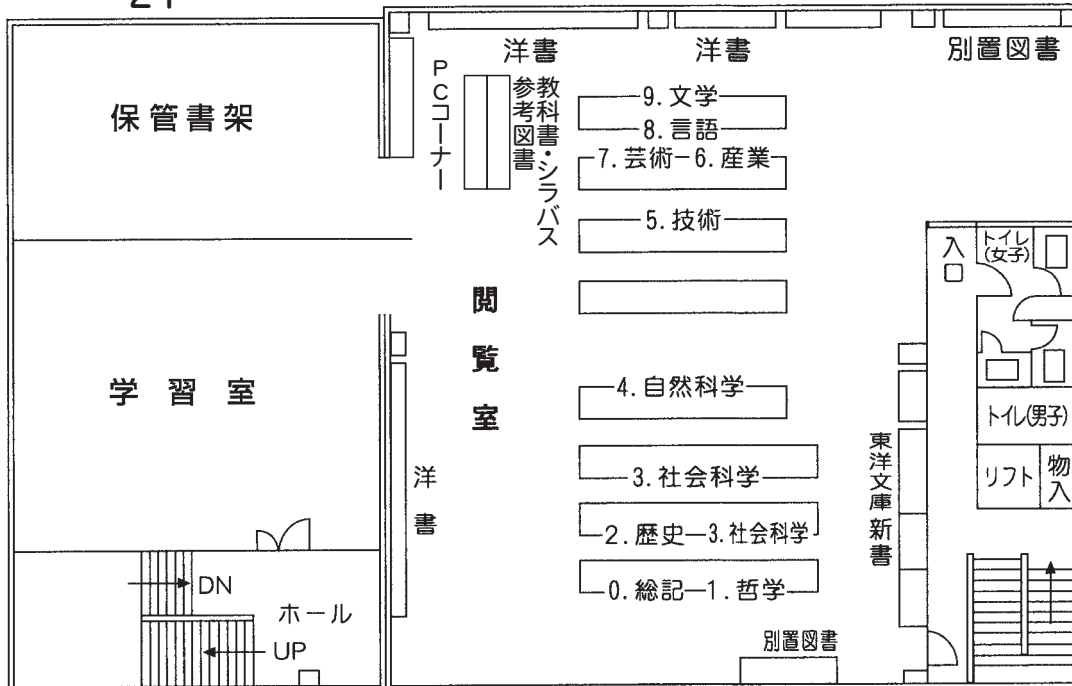 洋書
洋書
別置図書
保管書架
PCコーナー
参考図書
教科書・シラバス
9.文学
8.言語
7.芸術－6.産業
5.技術
閲覧室
入口
トイレ
(女子)
学習室
4.自然科学
トイレ(男子)
洋書
3.社会科学
東洋文庫
新書
リフト
物入
2.歴史—3.社会科学
0.総記—1.哲学
DN
ホール
UP
別置図書